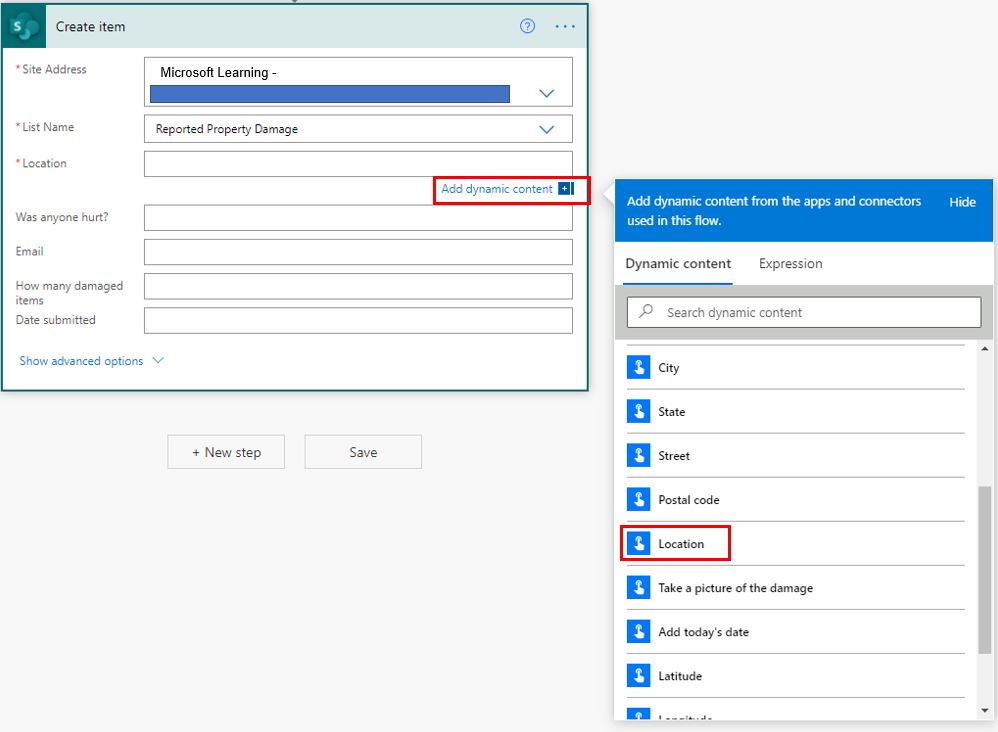 Create item
* Site Address
Microsoft Learning -
* List Name
Reported Property Damage
* Location
Add dynamic content
Was anyone hurt?
Email
How many damaged
items
Date submitted
Show advanced options
+ New step
Save
Add dynamic content from the apps and connectors
used in this flow.
Hide
Dynamic content
Expression
Search dynamic content
City
State
Street
Postal code
Location
Take a picture of the damage
Add today's date
Latitude
Longitude